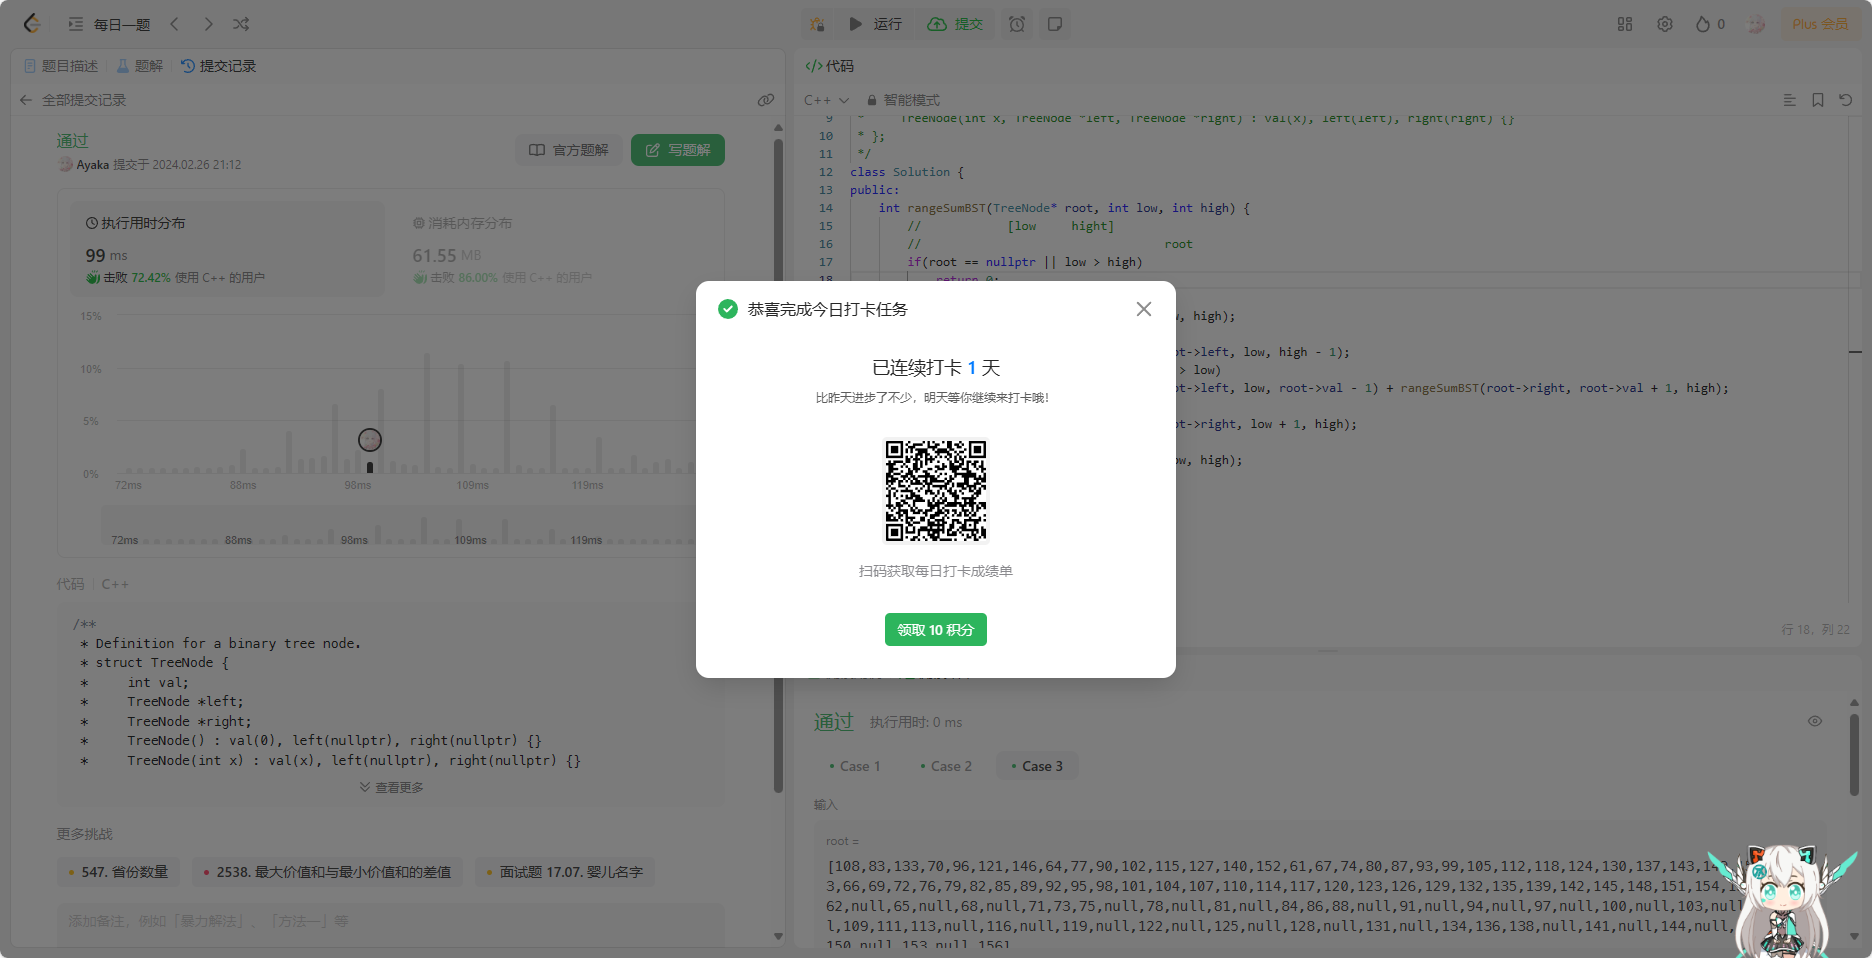 每日一题
运行
提交
0
Plus 会员
题目描述
题解
提交记录
全部提交记录
通过
Ayaka 提交于 2024.02.26 21:12
官方题解
写题解
执行用时分布
99 ms
击败 72.42% 使用 C++ 的用户
消耗内存分布
61.55 MB
击败 86.00% 使用 C++ 的用户
15%
10%
5%
0%
72ms 88ms 98ms 109ms 119ms
72ms 88ms 98ms 109ms 119ms
代码 C++
/**
* Definition for a binary tree node.
* struct TreeNode {
*     int val;
*     TreeNode *left;
*     TreeNode *right;
*     TreeNode() : val(0), left(nullptr), right(nullptr) {}
*     TreeNode(int x) : val(x), left(nullptr), right(nullptr) {}
查看更多
更多挑战
547. 省份数量
2538. 最大价值和与最小价值和的差值
面试题 17.07. 婴儿名字
添加备注，例如「暴力解法」、「方法一」等
代码
C++
智能模式
9 *     TreeNode(int x, TreeNode *left, TreeNode *right) : val(x), left(left), right(right) {}
10 * };
11 */
12 class Solution {
13 public:
14 int rangeSumBST(TreeNode* root, int low, int high) {
15 // [low hight]
16 // root
17 if(root == nullptr || low > high)
18 return 0;
, high);
ot->left, low, high - 1);
> low)
ot->left, low, root->val - 1) + rangeSumBST(root->right, root->val + 1, high);
ot->right, low + 1, high);
ow, high);
行 18，列 22
恭喜完成今日打卡任务
已连续打卡 1 天
比昨天进步了不少，明天等你继续来打卡哦！
扫码获取每日打卡成绩单
领取 10 积分
通过
执行用时: 0 ms
Case 1
Case 2
Case 3
输入
root =
[108,83,133,70,96,121,146,64,77,90,102,115,127,140,152,61,67,74,80,87,93,99,105,112,118,124,130,137,143,14
3,66,69,72,76,79,82,85,89,92,95,98,101,104,107,110,114,117,120,123,126,129,132,135,139,142,145,148,151,154,1
62,null,65,null,68,null,71,73,75,null,78,null,81,null,84,86,88,null,91,null,94,null,97,null,100,null,103,nul
l,109,111,113,null,116,null,119,null,122,null,125,null,128,null,131,null,134,136,138,null,141,null,144,null,
150,null,153,null,156]